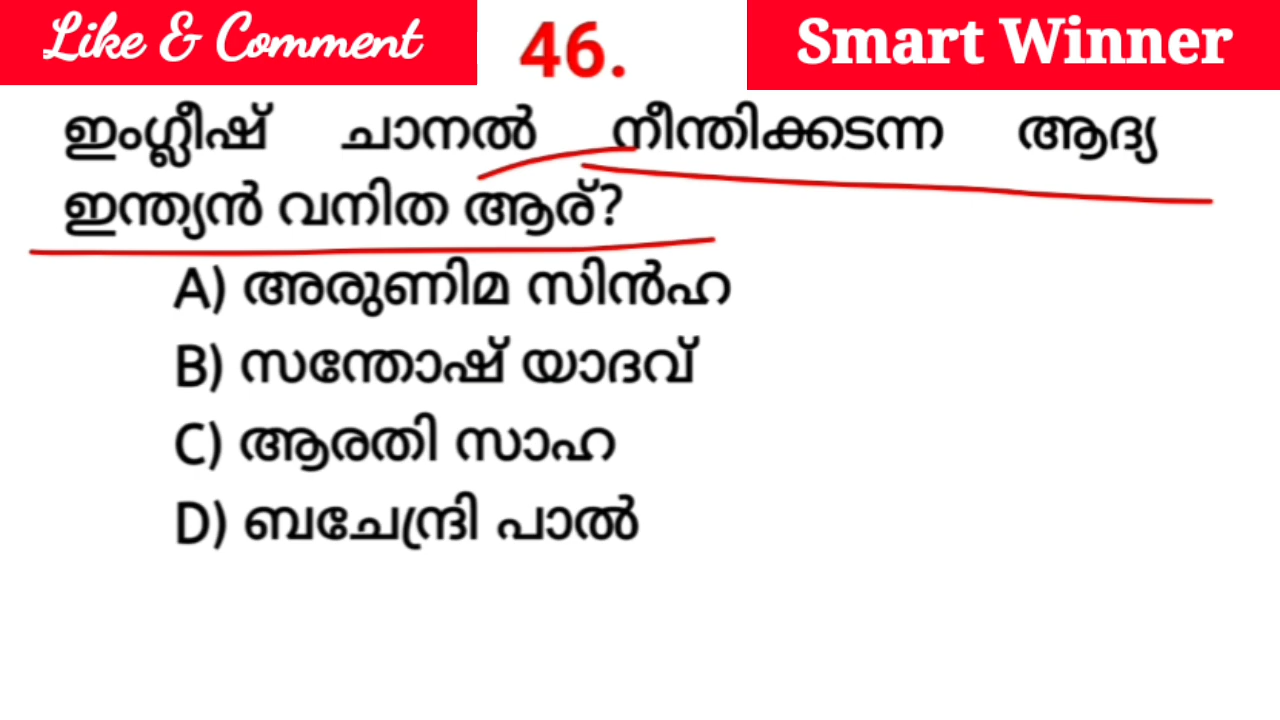 Like & Comment
46.
Smart Winner
ഇംഗ്ലീഷ് ചാനൽ നീന്തിക്കടന്ന ആദ്യ
ഇന്ത്യൻ വനിത ആര്?
A) അരുണിമ സിൻഹ
B) സന്തോഷ് യാദവ്
C) ആരതി സാഹ
D) ബചേന്ദ്രി പാൽ